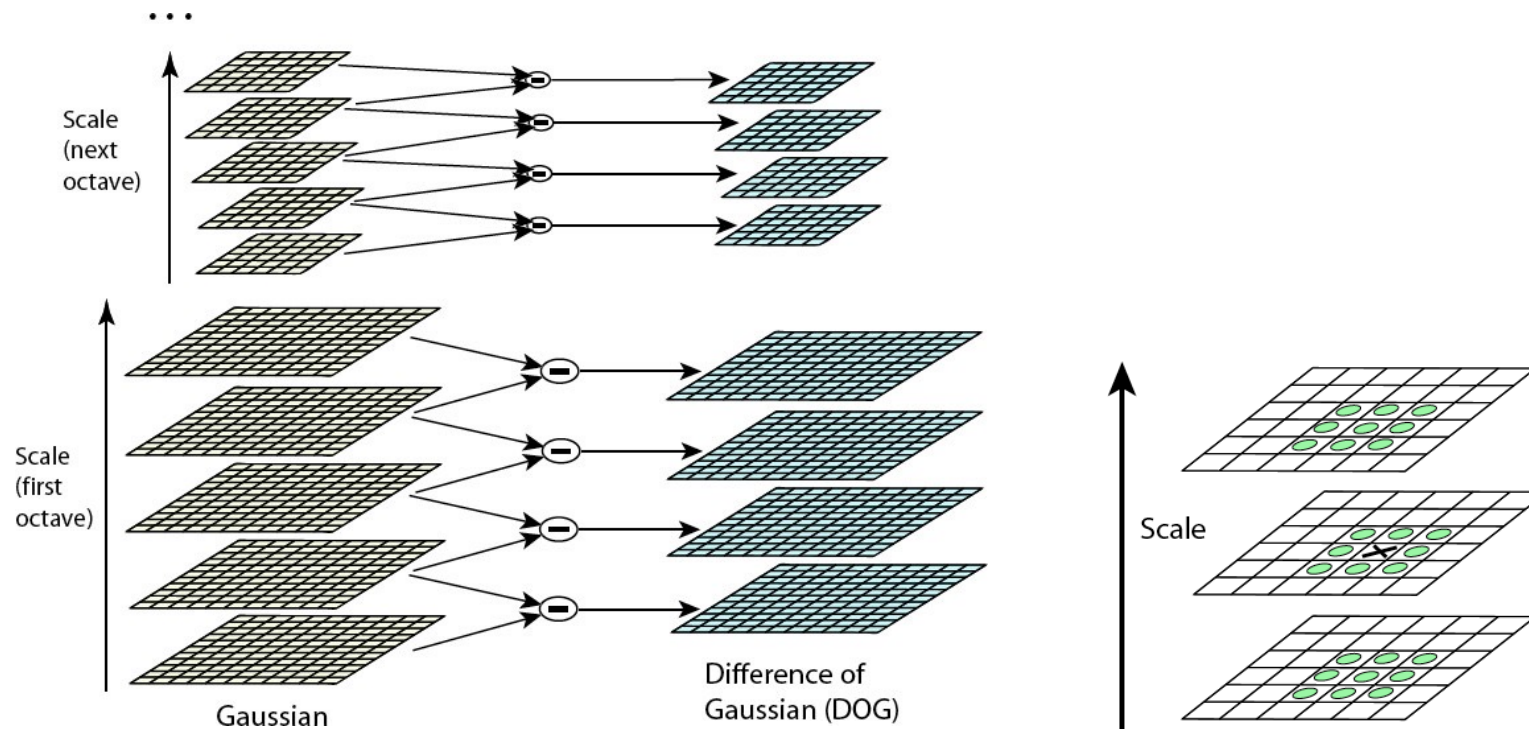 ...
Scale
(next
octave)
Scale
(first
octave)
Gaussian
Difference of
Gaussian (DOG)
Scale